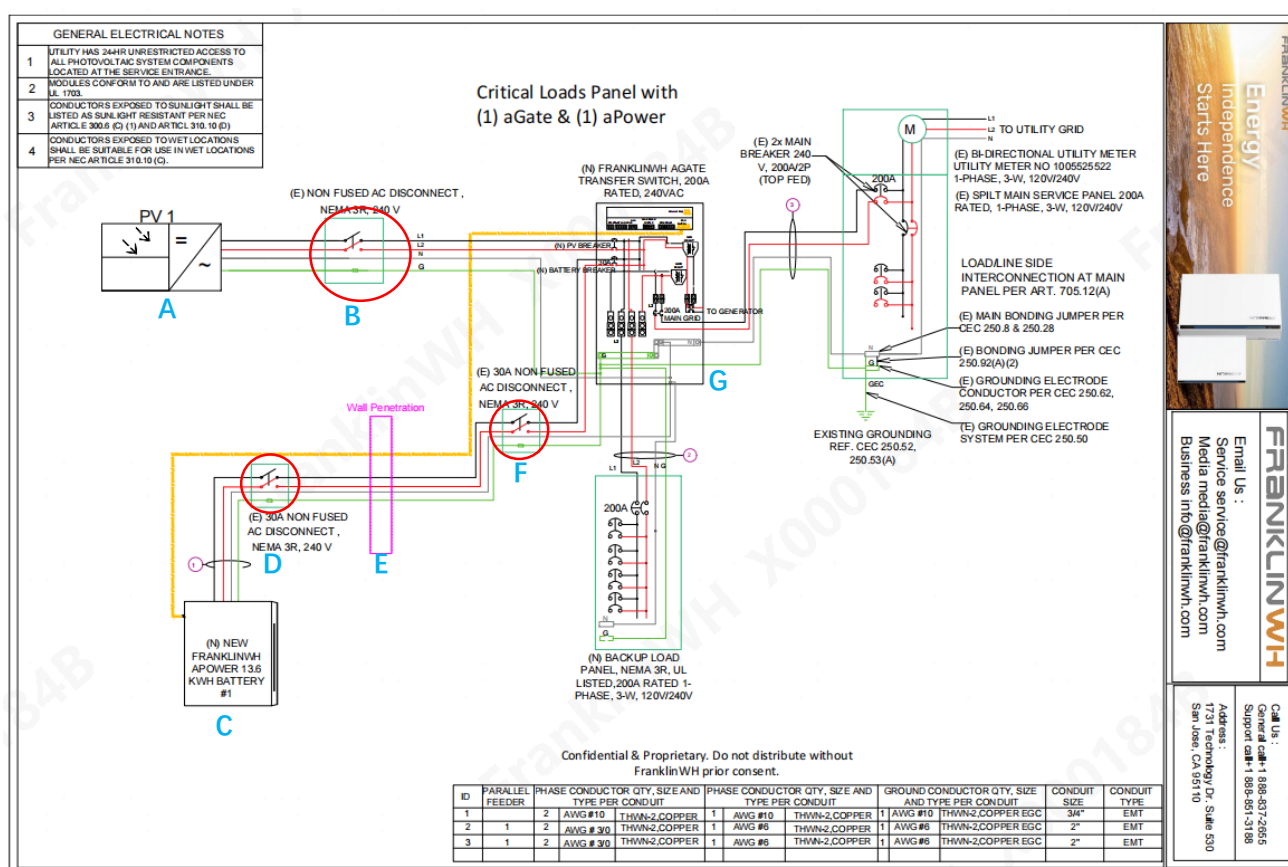 GENERAL ELECTRICAL NOTES
1
UTILITY HAS 24-HR UNRESTRICTED ACCESS TO
ALL PHOTOVOLTAIC SYSTEM COMPONENTS
LOCATED AT THE SERVICE ENTRANCE.
2
MODULES CONFORM TO AND ARE LISTED UNDER
UL 1703.
3
CONDUCTORS EXPOSED TO SUNLIGHT SHALL BE
LISTED AS SUNLIGHT RESISTANT PER NEC
ARTICLE 300.6 (C) (1) AND ARTICL 310.10 (D)
4
CONDUCTORS EXPOSED TO WET LOCATIONS
SHALL BE SUITABLE FOR USE IN WET LOCATIONS
PER NEC ARTICLE 310.10 (C).
Critical Loads Panel with
(1) aGate & (1) aPower
PV 1
=
~
A
(E) NON FUSED AC DISCONNECT ,
NEMA 3R, 240 V
B
L1
L2
N
G
(N) FRANKLINWH AGATE
TRANSFER SWITCH, 200A
RATED, 240VAC
(N) PV BREAKER
30A
(N) BATTERY BREAKER
TO GENERATOR
200A
MAIN GRID
L2
N
G
G
(E) 2x MAIN
BREAKER 240
V, 200A/2P
(TOP FED)
3
M
L1
L2 TO UTILITY GRID
N
200A
(E) BI-DIRECTIONAL UTILITY METER
UTILITY METER NO 1005525522
1-PHASE, 3-W, 120V/240V
(E) SPILT MAIN SERVICE PANEL 200A
RATED, 1-PHASE, 3-W, 120V/240V
LOAD/LINE SIDE
INTERCONNECTION AT MAIN
PANEL PER ART. 705.12(A)
(E) MAIN BONDING JUMPER PER
CEC 250.8 & 250.28
(E) BONDING JUMPER PER CEC
250.92(A)(2)
(E) GROUNDING ELECTRODE
CONDUCTOR PER CEC 250.62,
250.64, 250.66
(E) GROUNDING ELECTRODE
SYSTEM PER CEC 250.50
N
G
GEC
EXISTING GROUNDING
REF. CEC 250.52,
250.53(A)
(E) 30A NON FUSED
AC DISCONNECT ,
NEMA 3R, 240 V
F
Wall Penetration
E
(E) 30A NON FUSED
AC DISCONNECT ,
NEMA 3R, 240 V
D
1
(N) NEW
FRANKLINWH
APOWER 13.6
KWH BATTERY
#1
C
L1
L2
N G
2
200A
N
G
(N) BACKUP LOAD
PANEL, NEMA 3R, UL
LISTED,200A RATED 1-
PHASE, 3-W, 120V/240V
Confidential & Proprietary. Do not distribute without
FranklinWH prior consent.
ID PARALLEL FEEDER PHASE CONDUCTOR QTY, SIZE AND TYPE PER CONDUIT PHASE CONDUCTOR QTY, SIZE AND TYPE PER CONDUIT GROUND CONDUCTOR QTY, SIZE AND TYPE PER CONDUIT CONDUIT SIZE CONDUIT TYPE
1 2 AWG #10 THWN-2,COPPER 1 AWG #10 THWN-2,COPPER 1 AWG #10 THWN-2,COPPER EGC 3/4" EMT
2 1 2 AWG # 3/0 THWN-2,COPPER 1 AWG #6 THWN-2,COPPER 1 AWG #6 THWN-2,COPPER EGC 2" EMT
3 1 2 AWG # 3/0 THWN-2,COPPER 1 AWG #6 THWN-2,COPPER 1 AWG #6 THWN-2,COPPER EGC 2" EMT
FRANKLINWH
Energy
Independence
Starts Here
FRANKLINWH
Email Us :
Service service@franklinwh.com
Media media@franklinwh.com
Business info@franklinwh.com
Call Us :
General call+1 888-837-2655
Support call+1 888-851-3188
Address :
1731 Technology Dr. Suite 530
San Jose, CA 95110